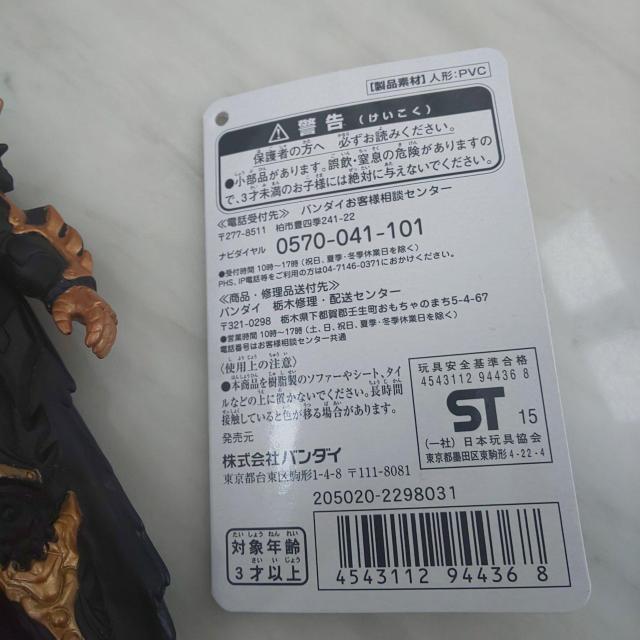 【製品素材】人形:PVC
警告 (けいこく)
保護者の方へ 必ずお読みください。
●小部品があります。誤飲・窒息の危険がありますの
で、3才未満のお子様には絶対に与えないでください。
≪電話受付先≫ バンダイお客様相談センター
〒277-8511 柏市豊四季241-22
ナビダイヤル 0570-041-101
●受付時間 10時〜17時(祝日、夏季・冬季休業日を除く)
PHS、IP電話等をご利用の方は04-7146-0371におかけください。
≪商品・修理品送付先≫
バンダイ 栃木修理・配送センター
〒321-0298 栃木県下都賀郡壬生町おもちゃのまち5-4-67
●営業時間 10時〜17時(土、日、祝日、夏季・冬季休業日を除く)
電話番号はお客様相談センター共通
〈使用上の注意〉
●本商品を樹脂製のソファーやシート、タイ
ルなどの上に置かないでください。長時間
接触していると色が移る場合があります。
発売元
株式会社バンダイ
東京都台東区駒形1-4-8 〒111-8081
玩具安全基準合格
4543112 94436 8
ST 15
(一社)日本玩具協会
東京都墨田区東駒形4-22-4
205020-2298031
対象年齢
3才以上
4543112 944368